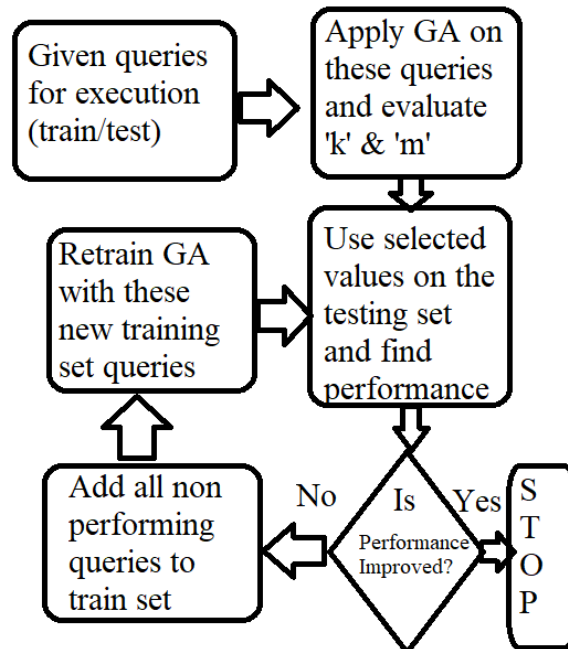 Given queries
for execution
(train/test)
Apply GA on
these queries
and evaluate
'k' & 'm'
Use selected
values on the
testing set
and find
performance
Is
Performance
Improved?
Yes
S
T
O
P
No
Add all non
performing
queries to
train set
Retrain GA
with these
new training
set queries